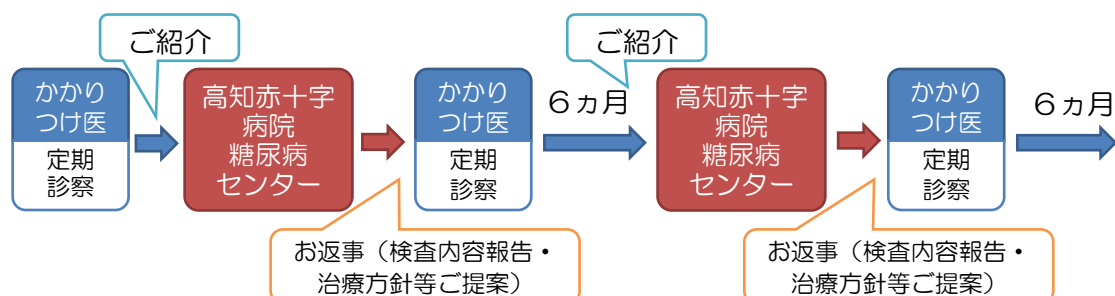 ご紹介
かかり
つけ医
定期
診察
高知赤十字
病院
糖尿病
センター
お返事（検査内容報告・
治療方針等ご提案）
かかり
つけ医
定期
診察
６ヵ月
ご紹介
高知赤十字
病院
糖尿病
センター
お返事（検査内容報告・
治療方針等ご提案）
かかり
つけ医
定期
診察
６ヵ月